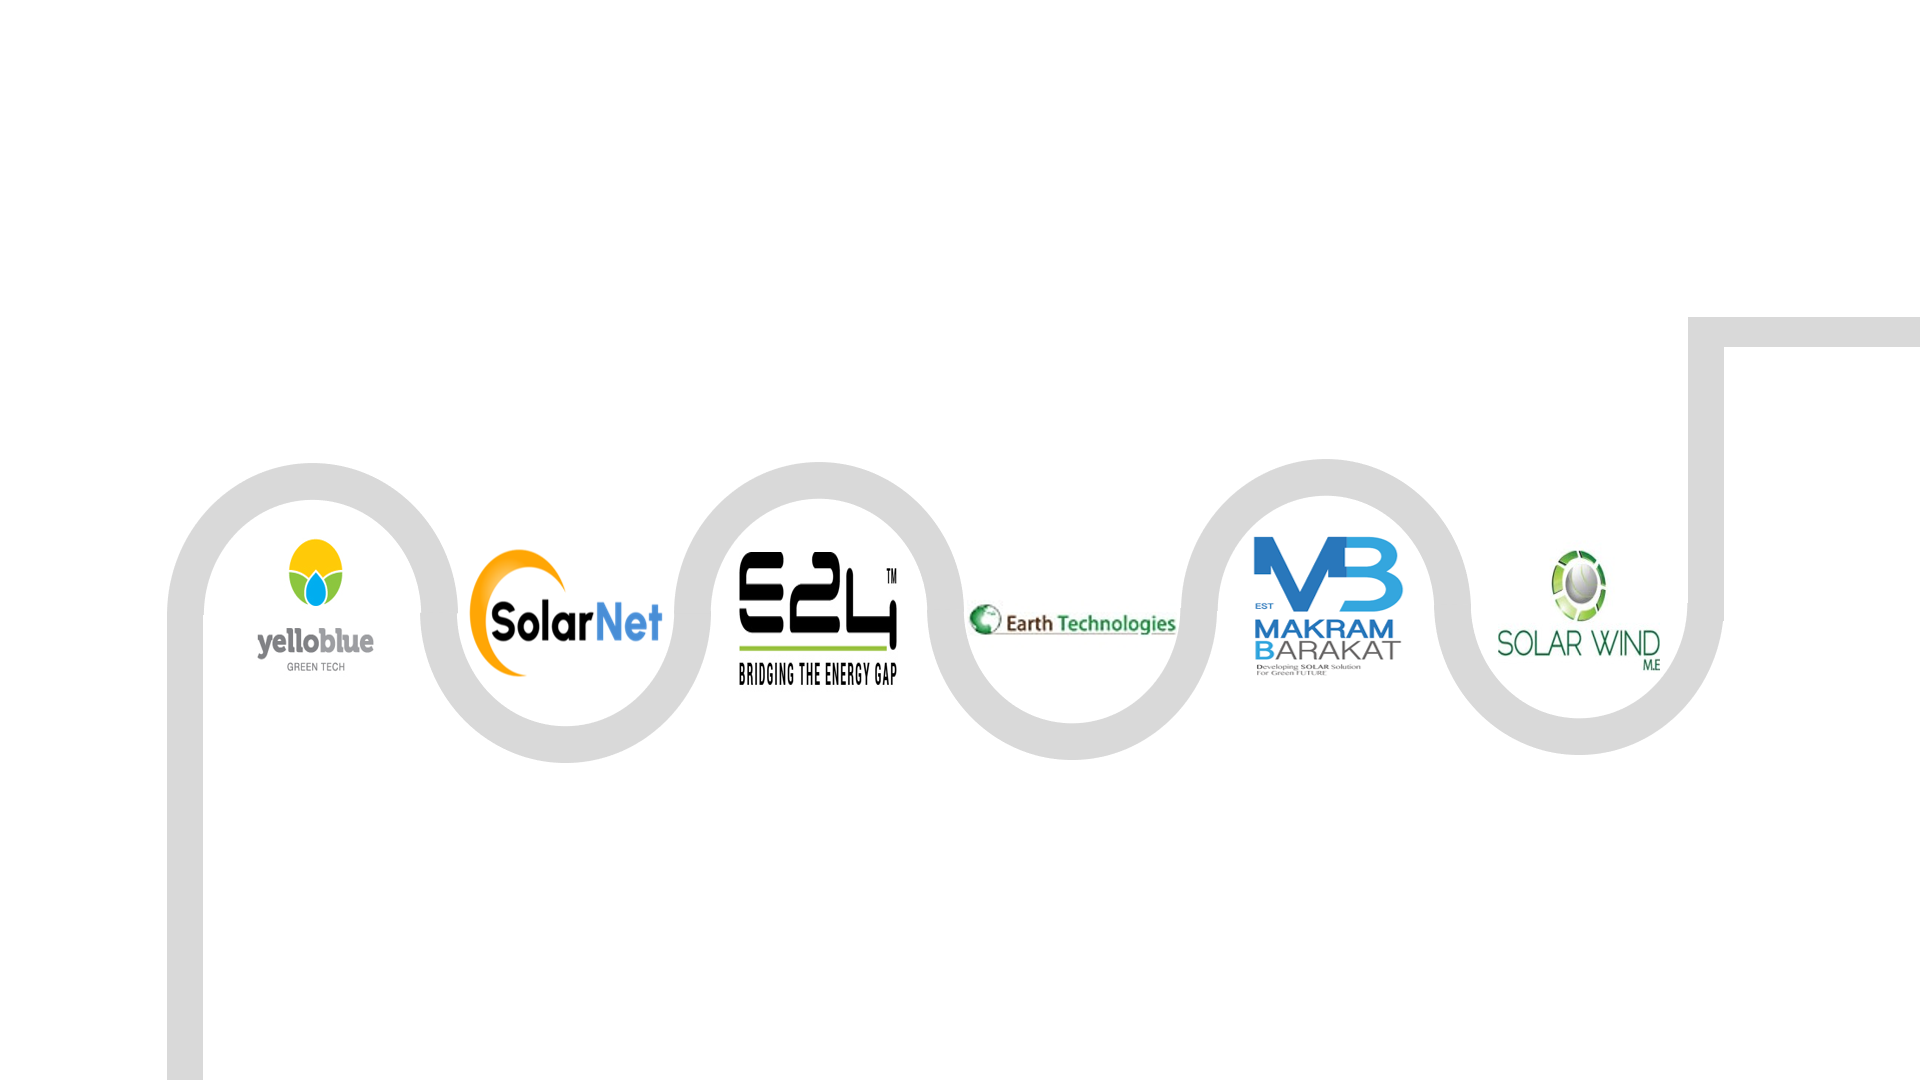 yelloblue
GREEN TECH
SolarNet
E24 TM
BRIDGING THE ENERGY GAP
Earth Technologies
MB
EST
MAKRAM
BARAKAT
Developing SOLAR Solution
For Green FUTURE
SOLAR WIND
M.E